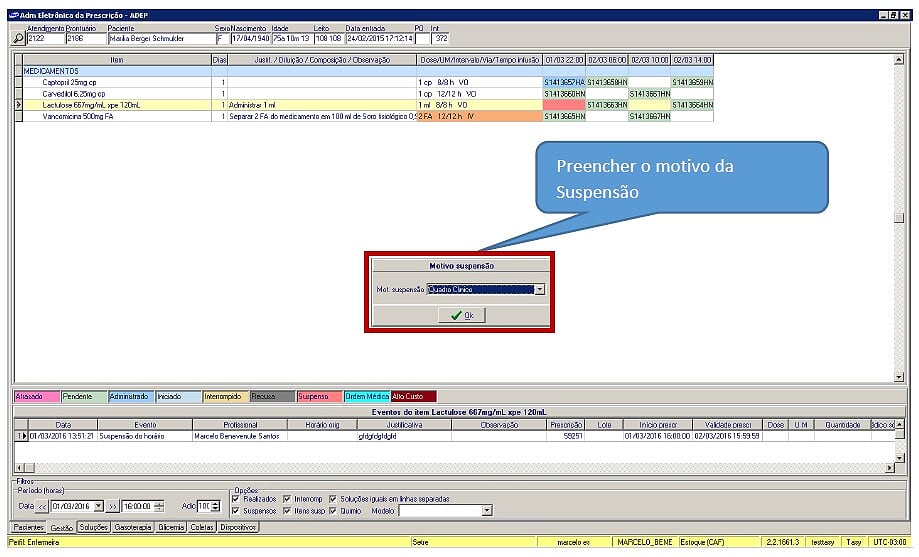 Adm Eletrônica da Prescrição - ADEP
Atendimento Prontuário Paciente Sexo Nascimento Idade Leito Data entrada PO Int
2122 2186 Marilia Berger Schmukler F 17/04/1940 75a 10m 13 108 108 24/02/2015 17:12:14 372
Item Dias Justif. / Diluição / Composição / Observação Dose/UM/Intervalo/Via/Tempo infusão 01/03 22:00 02/03 06:00 02/03 10:00 02/03 14:00
MEDICAMENTOS
Captopril 25mg cp 1 1 cp 8/8 h VO S1413657HA S1413658HN S1413659HN
Carvedilol 6,25mg cp 1 1 cp 12/12 h VO S1413660HN S1413661HN
Lactulose 667mg/mL xpe 120mL 1 Administrar 1 ml 1 ml 8/8 h VO S1413663HN S1413664HN
Vancomicina 500mg FA 1 Separar 2 FA do medicamento em 100 ml de Soro fisiológico 0,9 2 FA 12/12 h IV S1413665HN S1413667HN
Preencher o motivo da
Suspensão
Motivo suspensão
Mot. suspensão Quadro Clínico
Ok
Atrasado Pendente Administrado Iniciado Interrompido Recusa Suspenso Ordem Médica Alto Custo
Eventos do item Lactulose 667mg/mL xpe 120mL
Data Evento Profissional Horário orig Justificativa Observação Prescrição Lote Início prescr Validade prescr Dose U M Quantidade
1 01/03/2016 13:51:21 Suspensão do horário Marcelo Benevenute Santos gfdgfdgfdgfd 59251 01/03/2016 16:00:00 02/03/2016 15:59:59
Filtros
Período (horas) Opções
Realizados Interromp Soluções iguais em linhas separadas
Data << 01/03/2016 >> 16:00:00 Adic
Suspensos Itens susp Quimio Modelo
Pacientes Gestão Soluções Gasoterapia Glicemia Coletas Dispositivos
Perfil: Enfermeira Setre marcelo es MARCELO_BENE Estoque (CAF) 2.2.1661.3 testtasy Tasy UTC-03:00